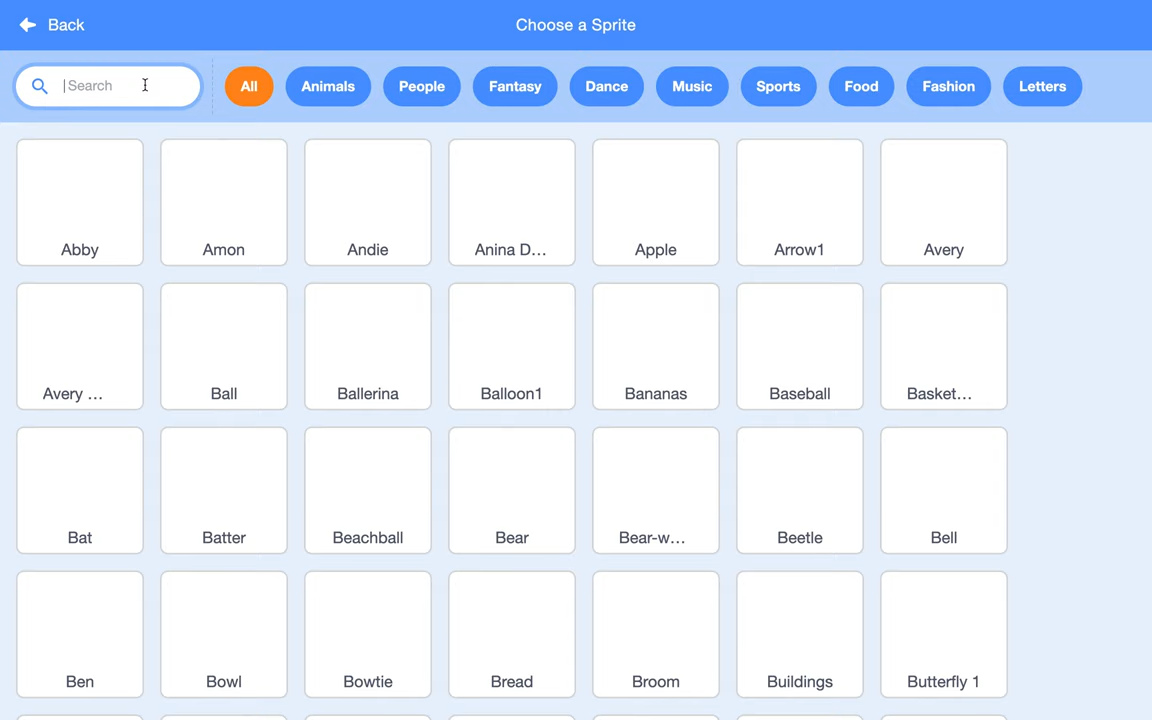 Back
Choose a Sprite
Search
All
Animals
People
Fantasy
Dance
Music
Sports
Food
Fashion
Letters
Abby
Amon
Andie
Anina D...
Apple
Arrow1
Avery
Avery ...
Ball
Ballerina
Balloon1
Bananas
Baseball
Basket...
Bat
Batter
Beachball
Bear
Bear-w...
Beetle
Bell
Ben
Bowl
Bowtie
Bread
Broom
Buildings
Butterfly 1